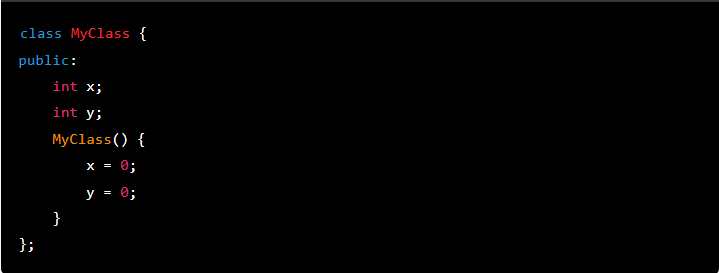 class MyClass {
public:
    int x;
    int y;
    MyClass() {
        x = 0;
        y = 0;
    }
};